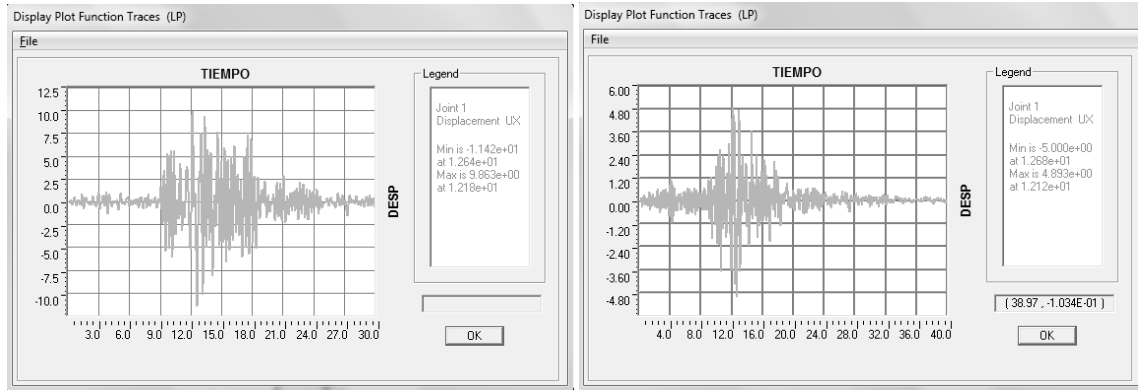 Display Plot Function Traces (LP)
File
TIEMPO
12.5
10.0
7.5
5.0
2.5
0.0
-2.5
-5.0
-7.5
-10.0
3.0 6.0 9.0 12.0 15.0 18.0 21.0 24.0 27.0 30.0
DESP
Legend
Joint 1
Displacement UX
Min is -1.142e+01
at 1.264e+01
Max is 9.863e+00
at 1.218e+01
OK
Display Plot Function Traces (LP)
File
TIEMPO
6.00
4.80
3.60
2.40
1.20
0.00
-1.20
-2.40
-3.60
-4.80
4.0 8.0 12.0 16.0 20.0 24.0 28.0 32.0 36.0 40.0
DESP
Legend
Joint 1
Displacement UX
Min is -5.000e+00
at 1.268e+01
Max is 4.893e+00
at 1.212e+01
( 38.97 , -1.034E-01 )
OK